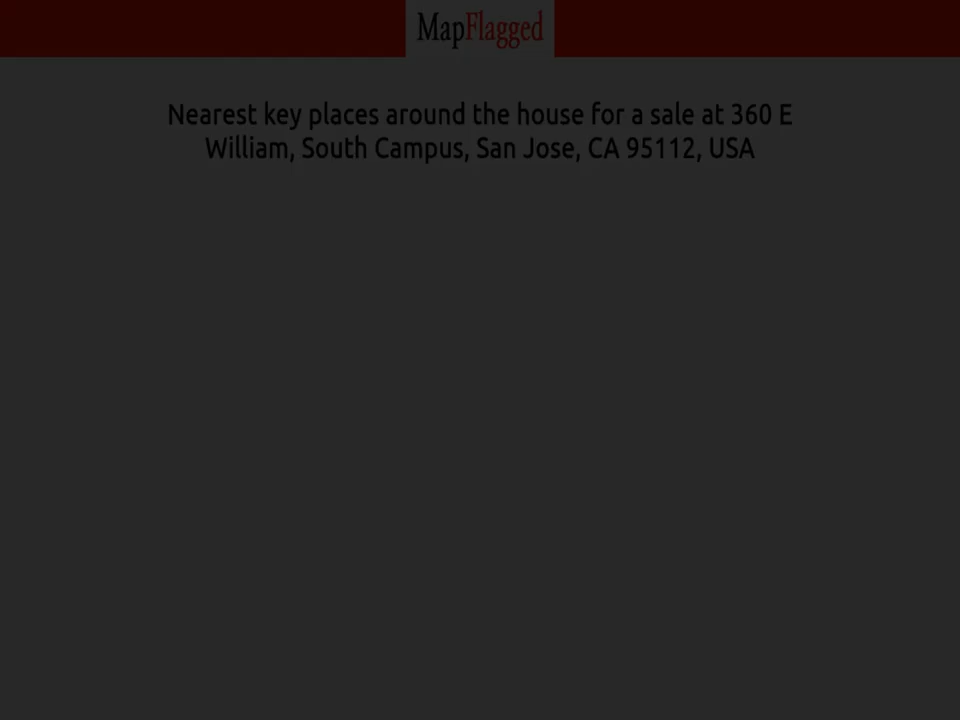 MapFlagged
Nearest key places around the house for a sale at 360 E
William, South Campus, San Jose, CA 95112, USA